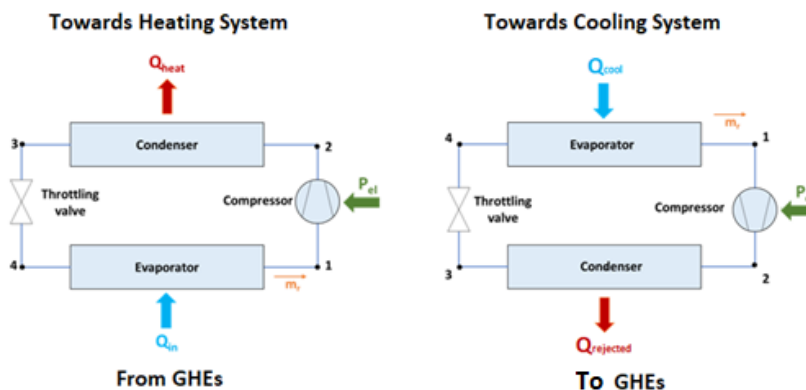 Towards Heating System
Qheat
3
Condenser
2
Throttling
valve
Compressor
Pel
4
Evaporator
1
mr
Qin
From GHEs
Towards Cooling System
Qcool
mr
4
Evaporator
1
Throttling
valve
Compressor
3
Condenser
2
Qrejected
To GHEs